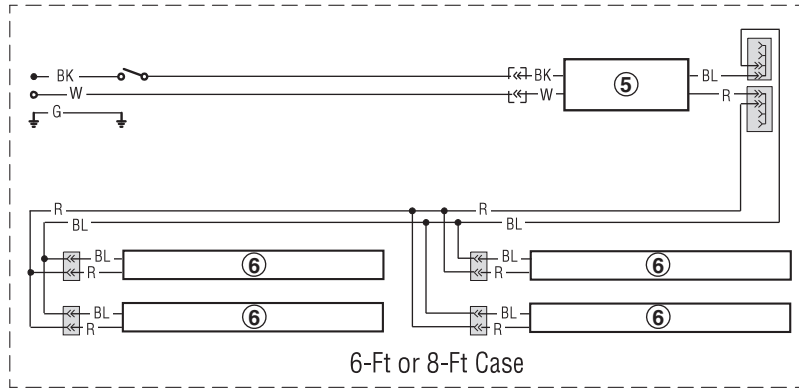 BK BK 5 BL
W W R
G
R R
BL BL
BL 6 BL 6
R R
BL 6 BL 6
R R
6-Ft or 8-Ft Case